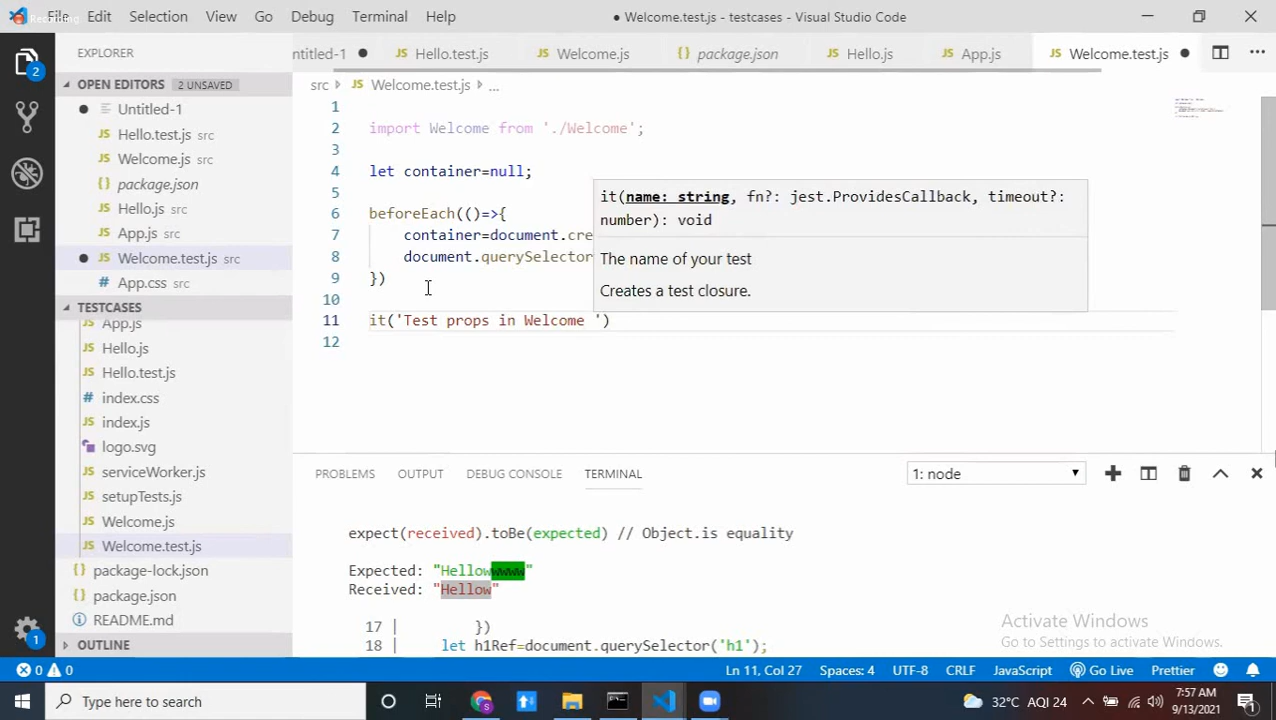 Recording
File Edit Selection View Go Debug Terminal Help ● Welcome.test.js - testcases - Visual Studio Code
EXPLORER
ntitled-1 Hello.test.js Welcome.js package.json Hello.js App.js Welcome.test.js
OPEN EDITORS 2 UNSAVED
src Welcome.test.js ...
Untitled-1
Hello.test.js src
Welcome.js src
package.json
Hello.js src
App.js src
Welcome.test.js src
App.css src
TESTCASES
App.js
Hello.js
Hello.test.js
index.css
index.js
logo.svg
serviceWorker.js
setupTests.js
Welcome.js
Welcome.test.js
package-lock.json
package.json
README.md
OUTLINE
2
1
1
2 import Welcome from './Welcome';
3
4 let container=null;
5
6 beforeEach(()=>{
7 container=document.cre
8 document.querySelector
9 })
10
11 it('Test props in Welcome ')
12
it(name: string, fn?: jest.ProvidesCallback, timeout?:
number): void
The name of your test
Creates a test closure.
PROBLEMS OUTPUT DEBUG CONSOLE TERMINAL 1: node
expect(received).toBe(expected) // Object.is equality
Expected: "Hellowwwww"
Received: "Hellow"
17 | })
18 | let h1Ref=document.querySelector('h1');
Activate Windows
Go to Settings to activate Windows.
0 0 Ln 11, Col 27 Spaces: 4 UTF-8 CRLF JavaScript Go Live Prettier
Type here to search
32°C AQI 24
7:57 AM
9/13/2021
1